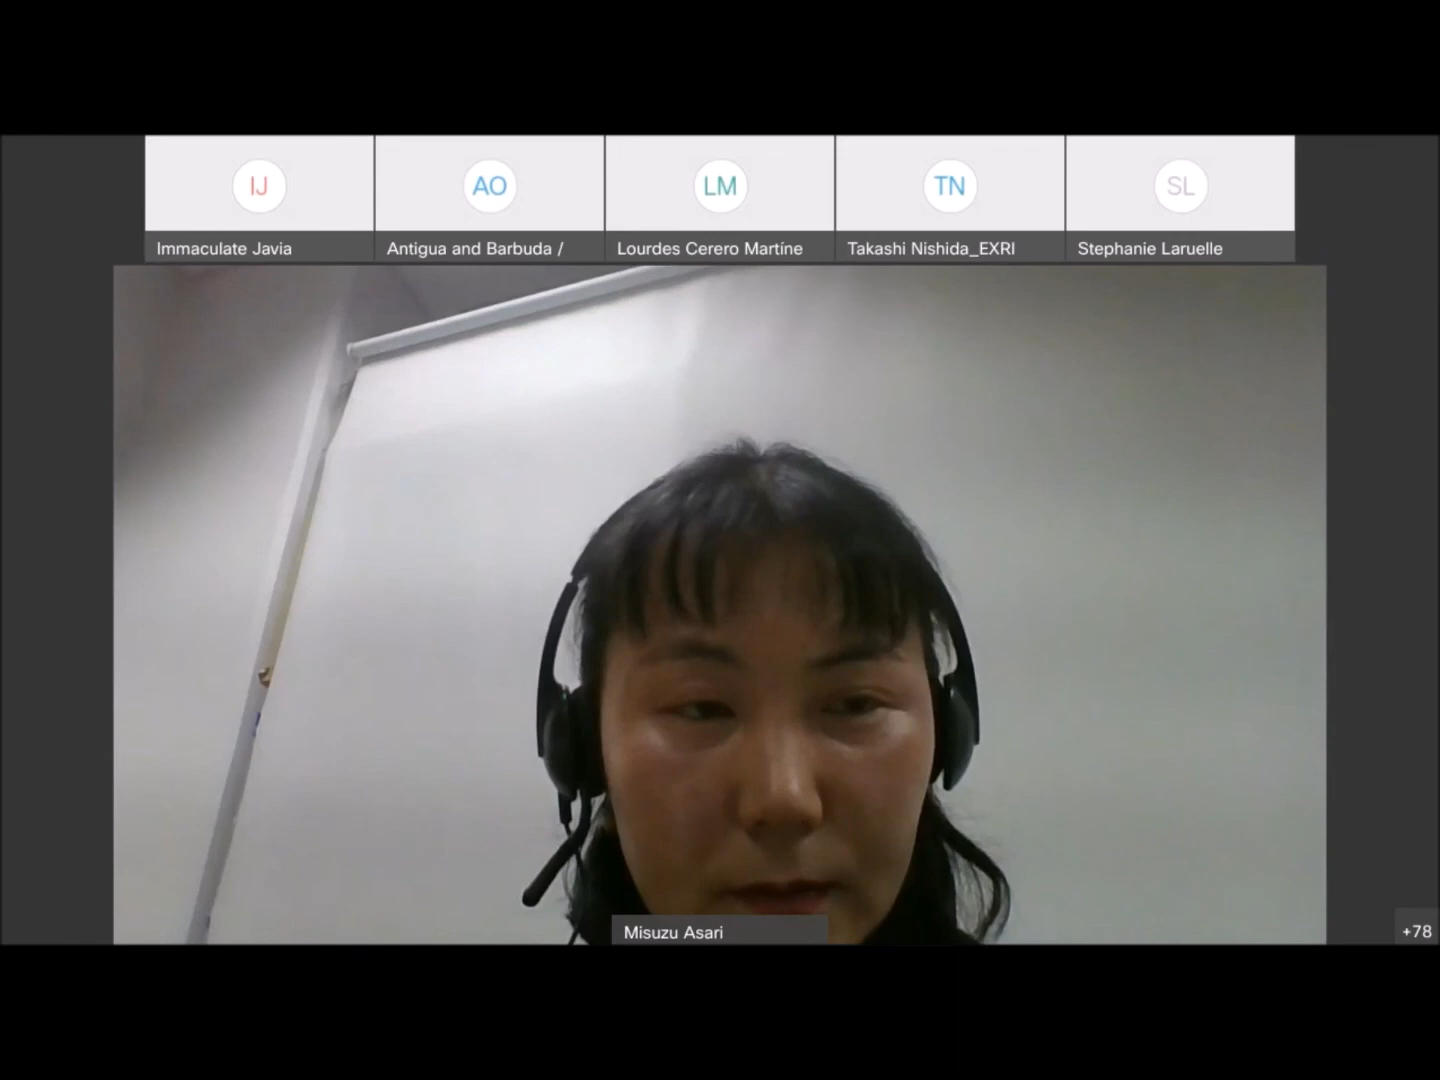 IJ
AO
LM
TN
SL
Immaculate Javia
Antigua and Barbuda /
Lourdes Cerero Martíne
Takashi Nishida_EXRI
Stephanie Laruelle
Misuzu Asari
+78